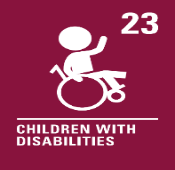 23
CHILDREN WITH
DISABILITIES